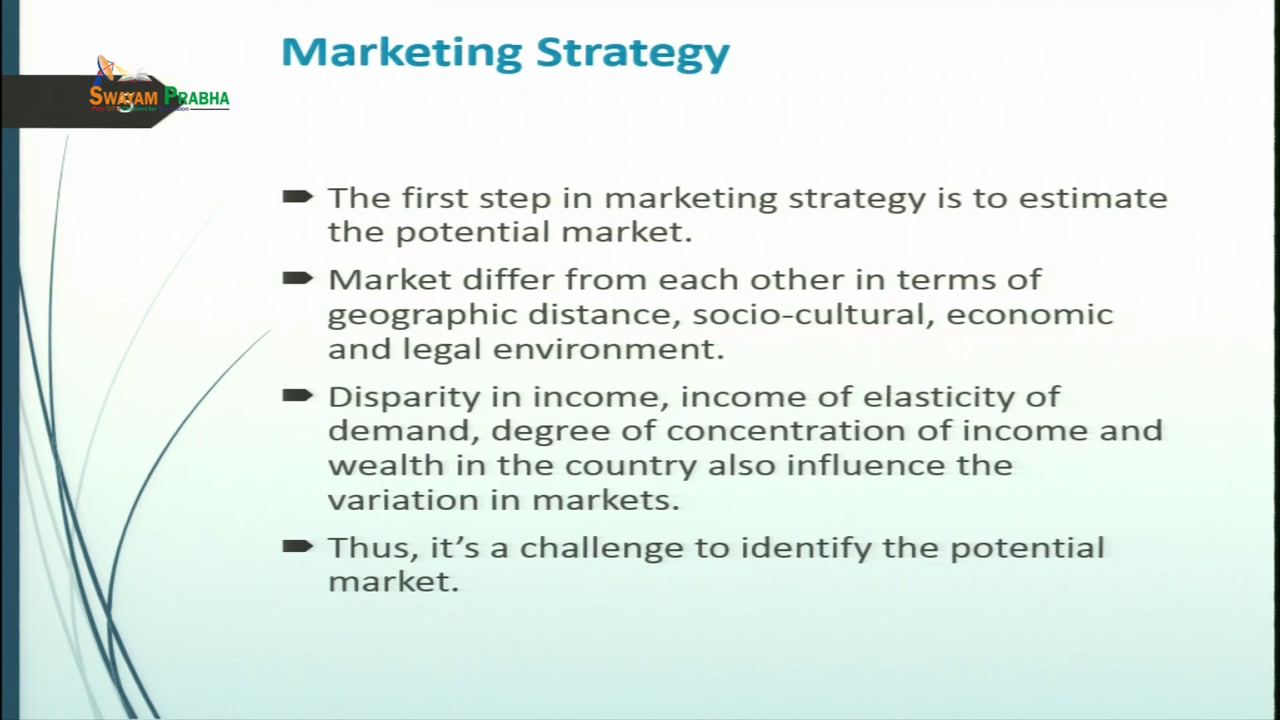 Marketing Strategy
SWAYAM PRABHA
The first step in marketing strategy is to estimate
the potential market.
Market differ from each other in terms of
geographic distance, socio-cultural, economic
and legal environment.
Disparity in income, income of elasticity of
demand, degree of concentration of income and
wealth in the country also influence the
variation in markets.
Thus, it's a challenge to identify the potential
market.